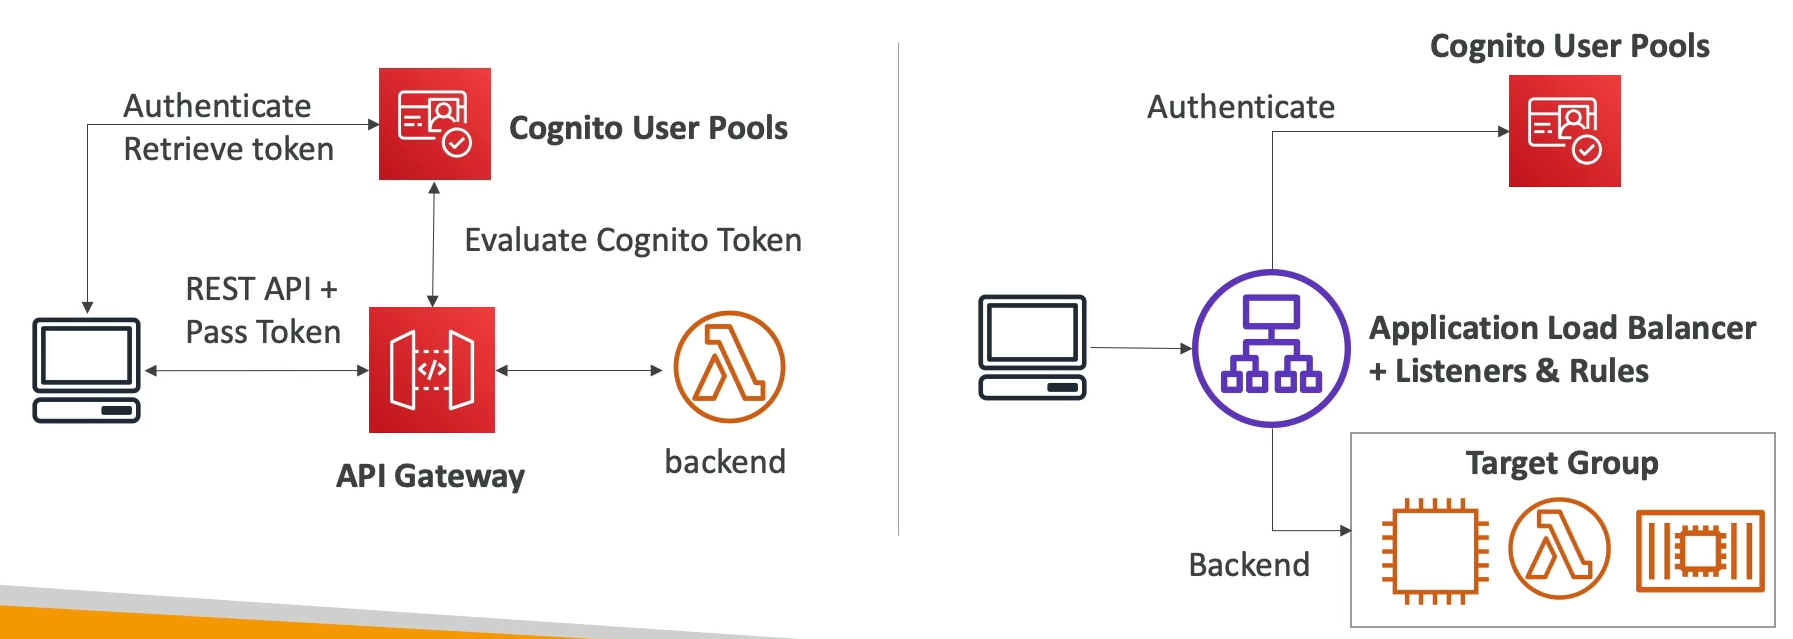 Authenticate
Retrieve token
Cognito User Pools
Evaluate Cognito Token
REST API +
Pass Token
</>
API Gateway
backend
Cognito User Pools
Authenticate
Application Load Balancer
+ Listeners & Rules
Target Group
Backend